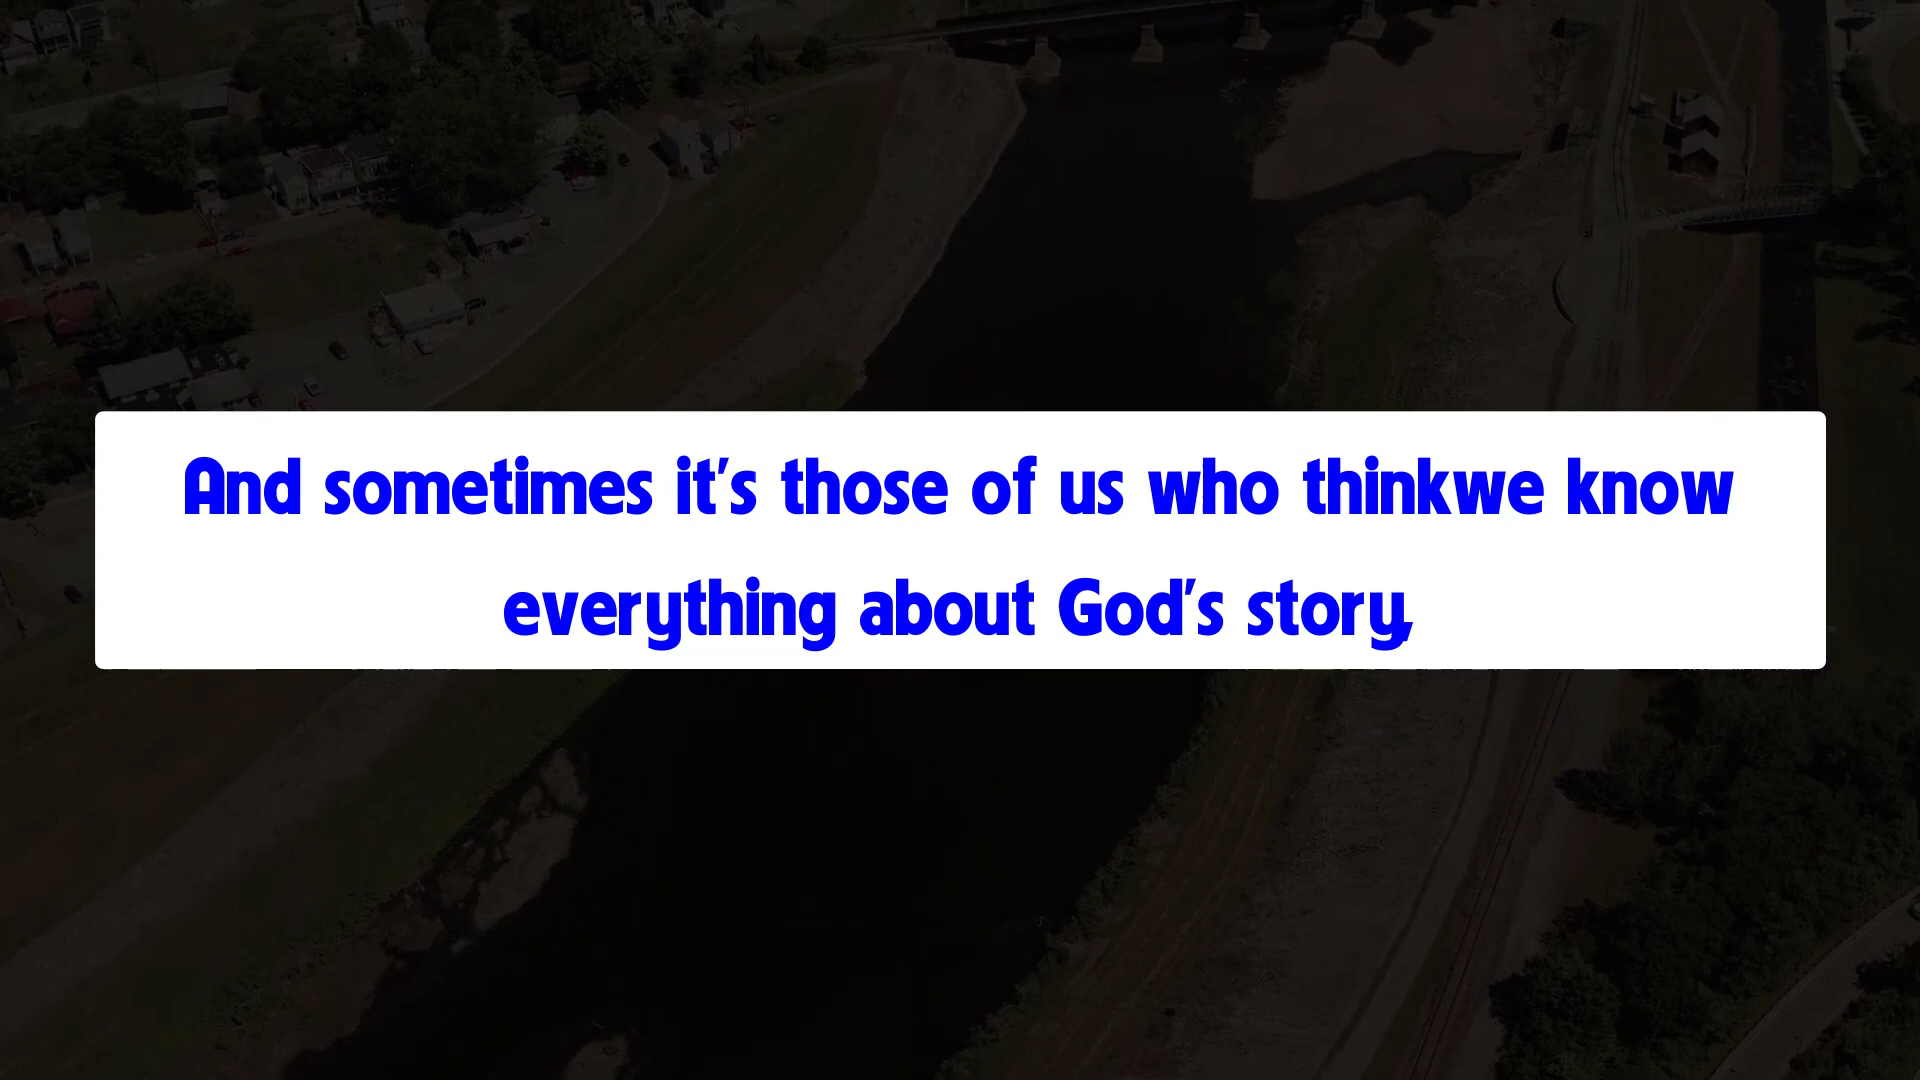 And sometimes it's those of us who thinkwe know
everything about God's story,